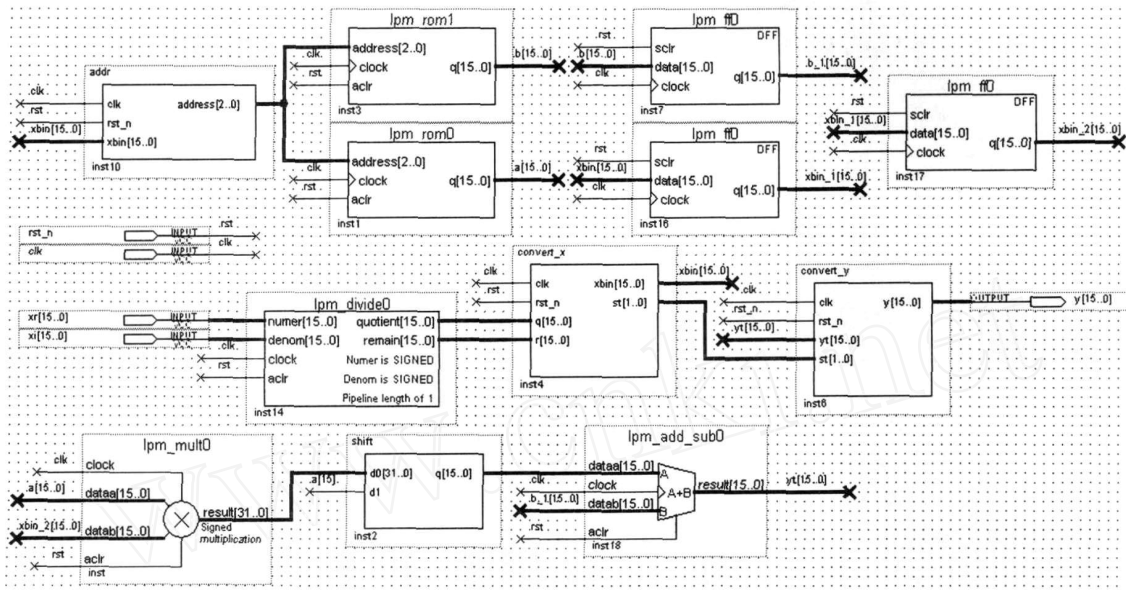 lpm_rom1
address[2..0]
clk
clock
rst
aclr
q[15..0]
b[15..0]
inst3
lpm_ff0
DFF
rst
sclr
b[15..0]
data[15..0]
clk
clock
q[15..0]
b_1[15..0]
inst7
addr
clk
clk
rst
rst_n
xbin[15..0]
xbin[15..0]
address[2..0]
inst10
lpm_rom0
address[2..0]
clk
clock
rst
aclr
q[15..0]
a[15..0]
inst1
lpm_ff0
DFF
rst
sclr
xbin[15..0]
data[15..0]
clk
clock
q[15..0]
xbin_1[15..0]
inst16
lpm_ff0
DFF
rst
sclr
xbin_1[15..0]
data[15..0]
clk
clock
q[15..0]
xbin_2[15..0]
inst17
rst_n
INPUT
rst
clk
INPUT
clk
xr[15..0]
INPUT
xi[15..0]
INPUT
lpm_divide0
numer[15..0]
denom[15..0]
clk
clock
rst
aclr
quotient[15..0]
remain[15..0]
Numer is SIGNED
Denom is SIGNED
Pipeline length of 1
inst14
convert_x
clk
clk
rst
rst_n
q[15..0]
r[15..0]
xbin[15..0]
st[1..0]
xbin[15..0]
inst4
convert_y
clk
clk
rst_n
rst_n
yt[15..0]
yt[15..0]
st[1..0]
y[15..0]
OUTPUT
y[15..0]
inst6
lpm_mult0
clk
clock
a[15..0]
dataa[15..0]
xbin_2[15..0]
datab[15..0]
rst
aclr
result[31..0]
Signed
multiplication
inst
shift
d0[31..0]
a[15]
d1
q[15..0]
inst2
lpm_add_sub0
dataa[15..0]
clk
clock
b_1[15..0]
datab[15..0]
rst
aclr
A
A+B
B
result[15..0]
yt[15..0]
inst18